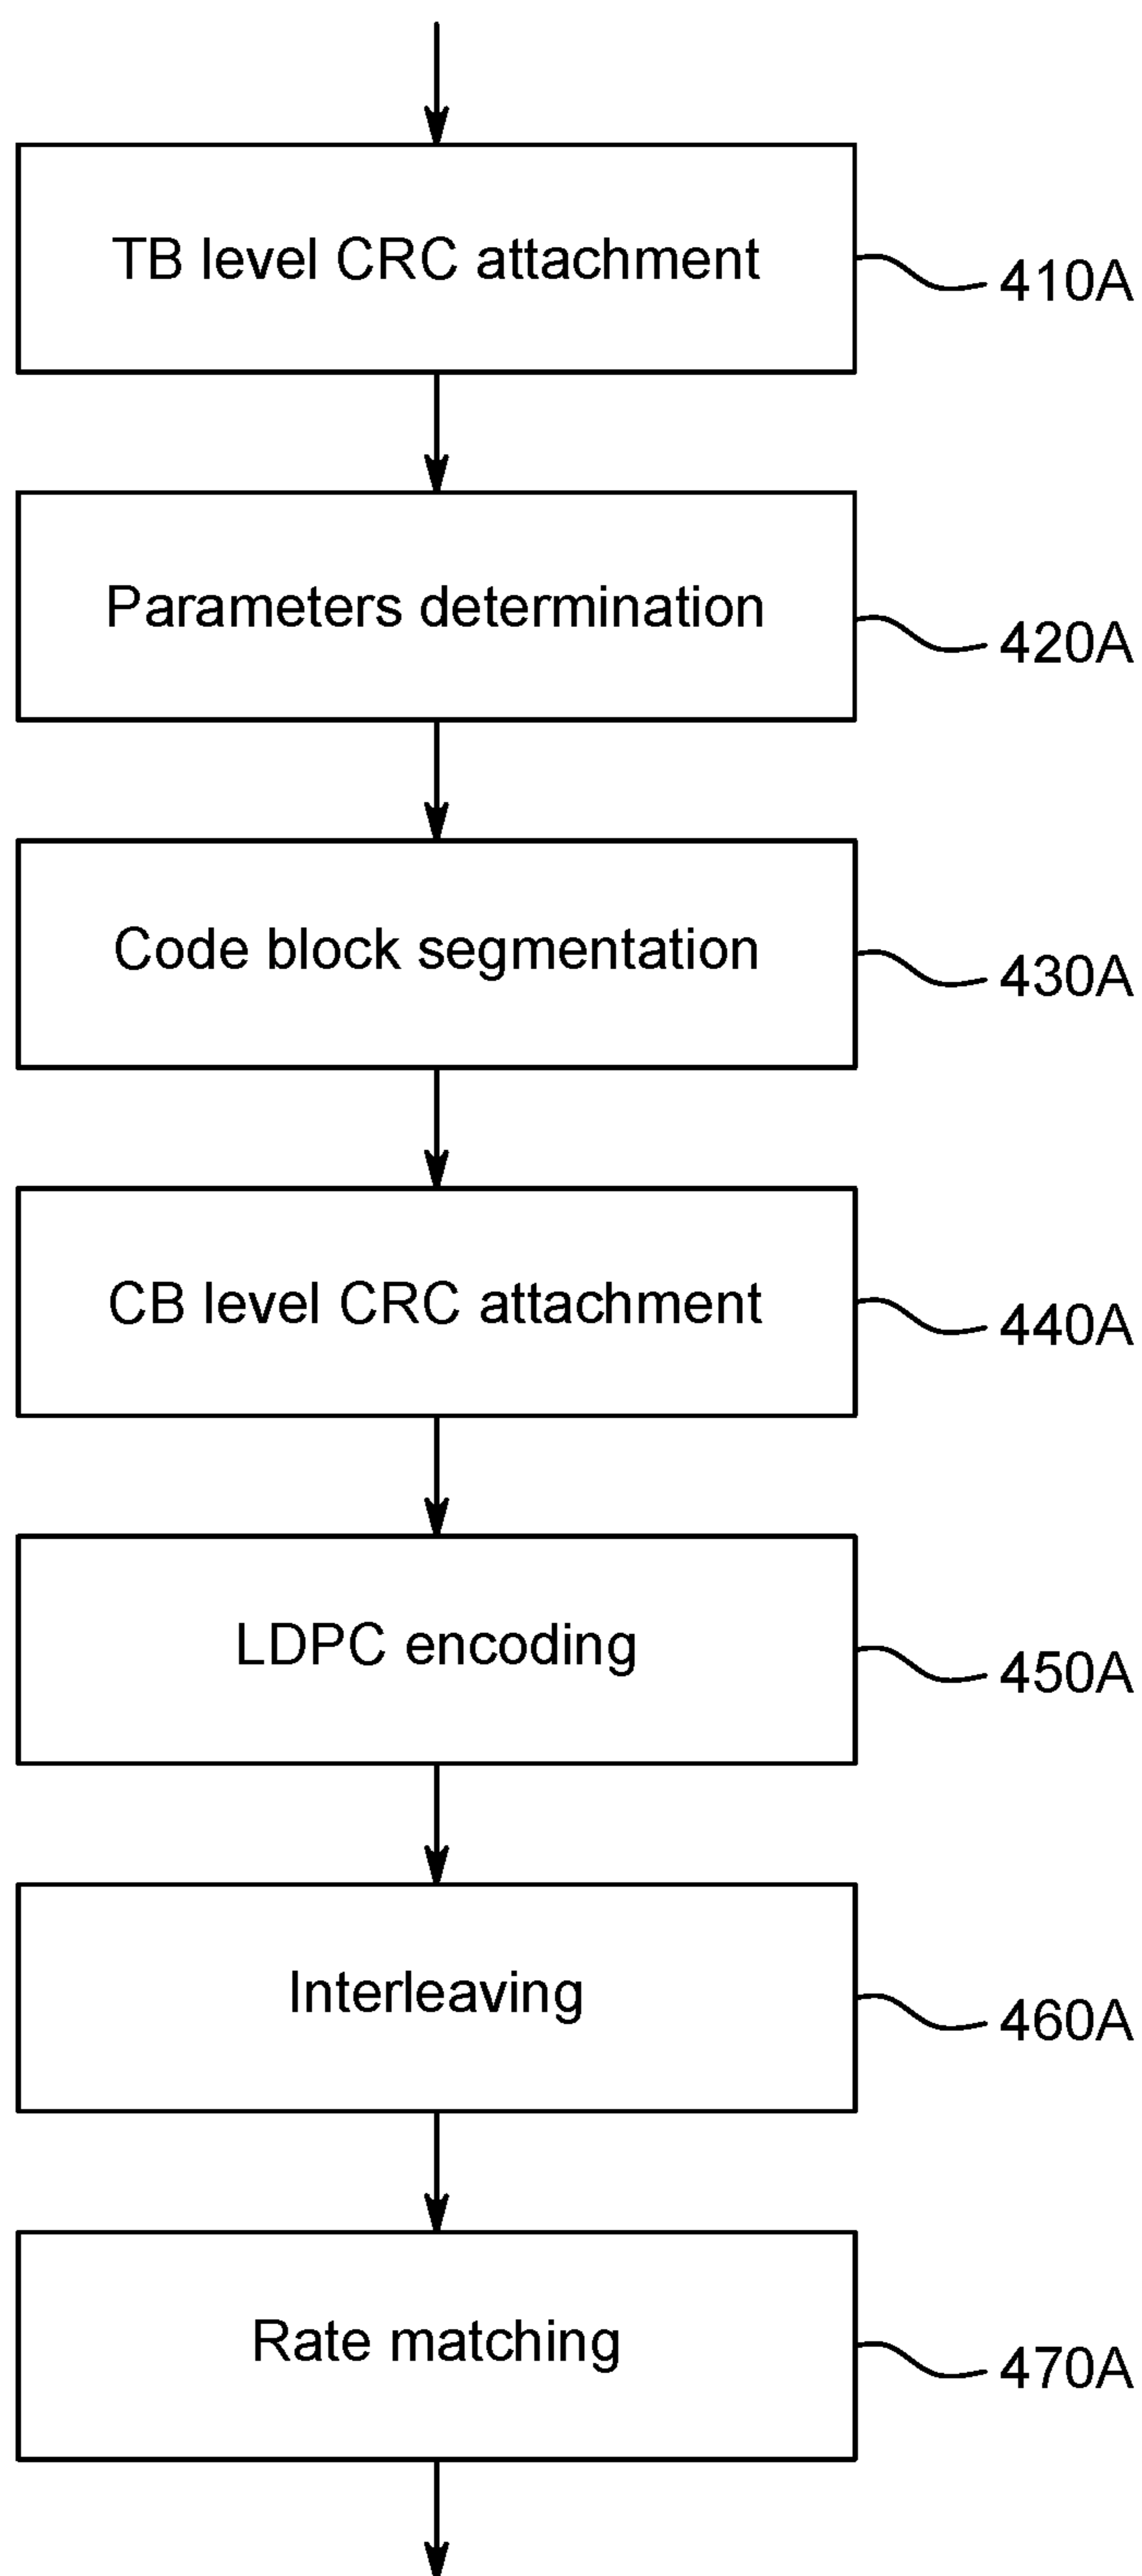 TB level CRC attachment
410A
Parameters determination
420A
Code block segmentation
430A
CB level CRC attachment
440A
LDPC encoding
450A
Interleaving
460A
Rate matching
470A